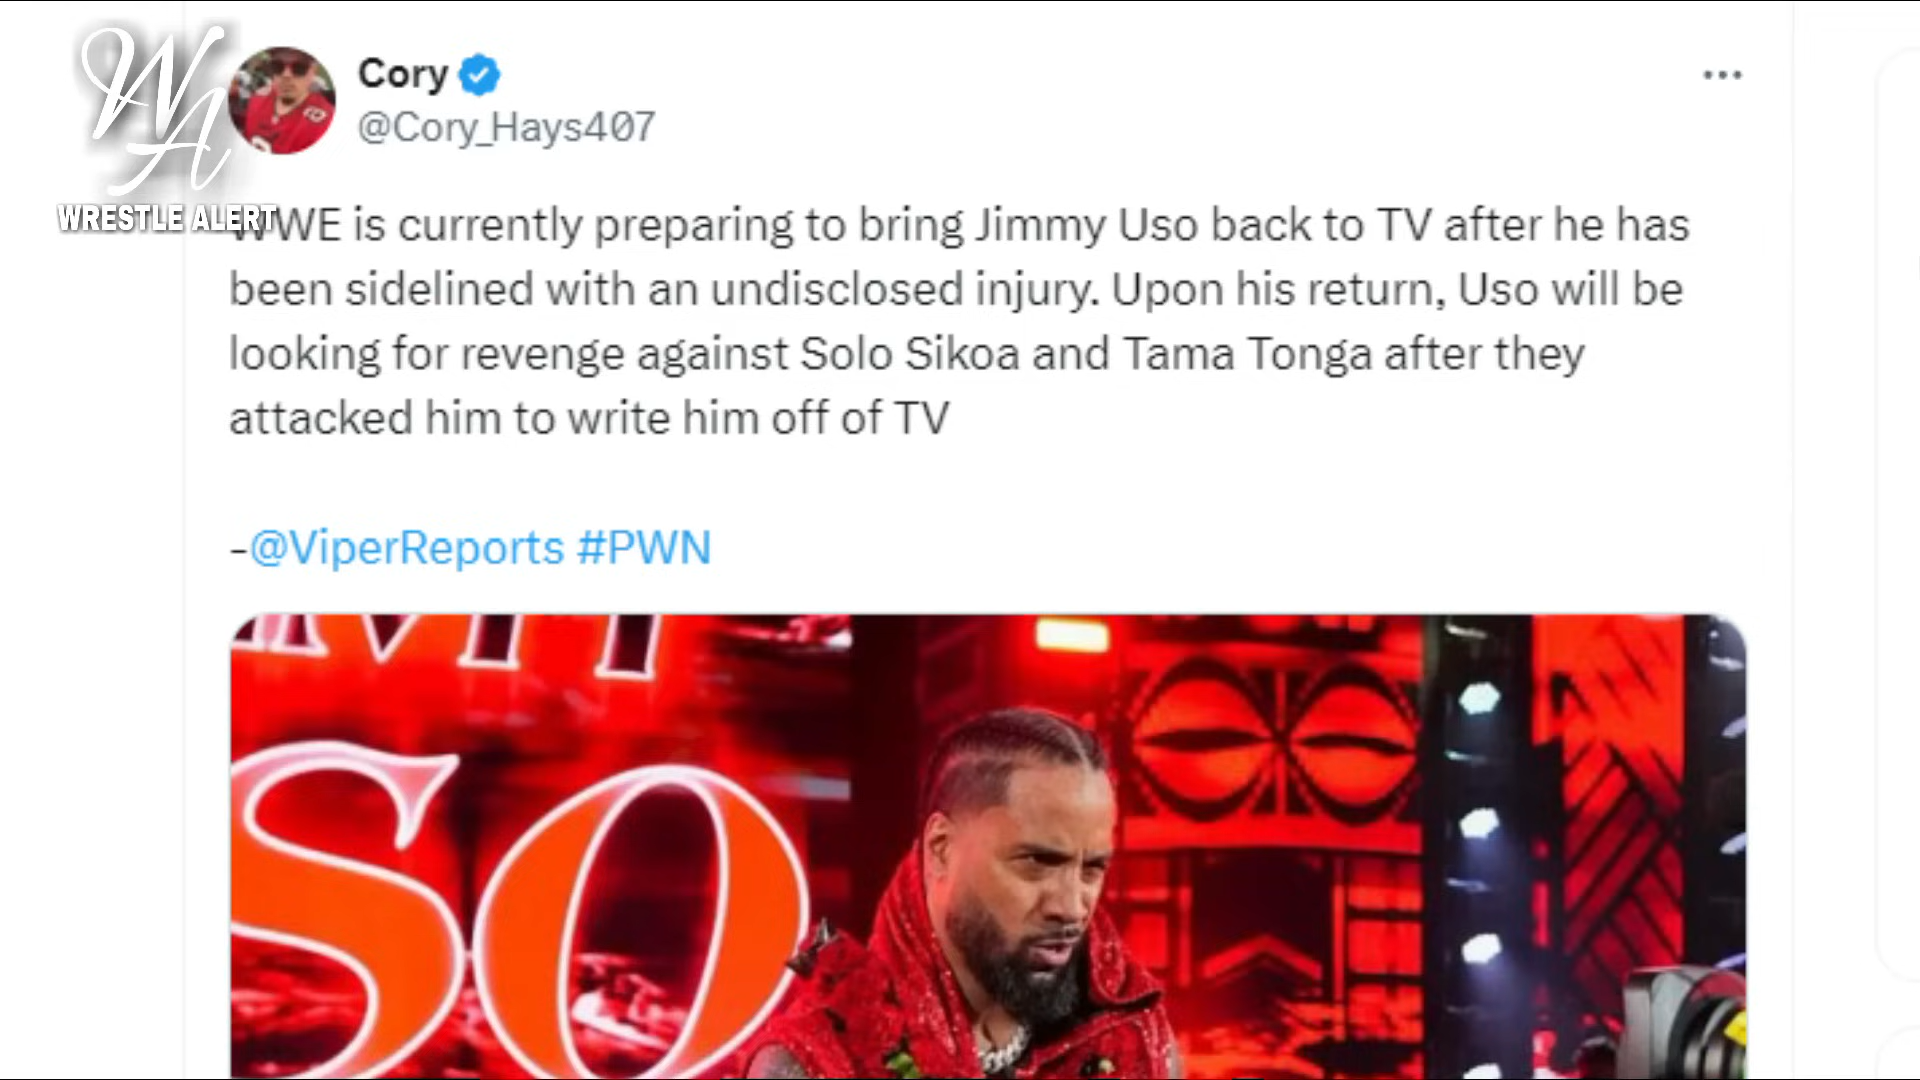 WA
WRESTLE ALERT
Cory
@Cory_Hays407
WWE is currently preparing to bring Jimmy Uso back to TV after he has
been sidelined with an undisclosed injury. Upon his return, Uso will be
looking for revenge against Solo Sikoa and Tama Tonga after they
attacked him to write him off of TV
-@ViperReports #PWN
SO